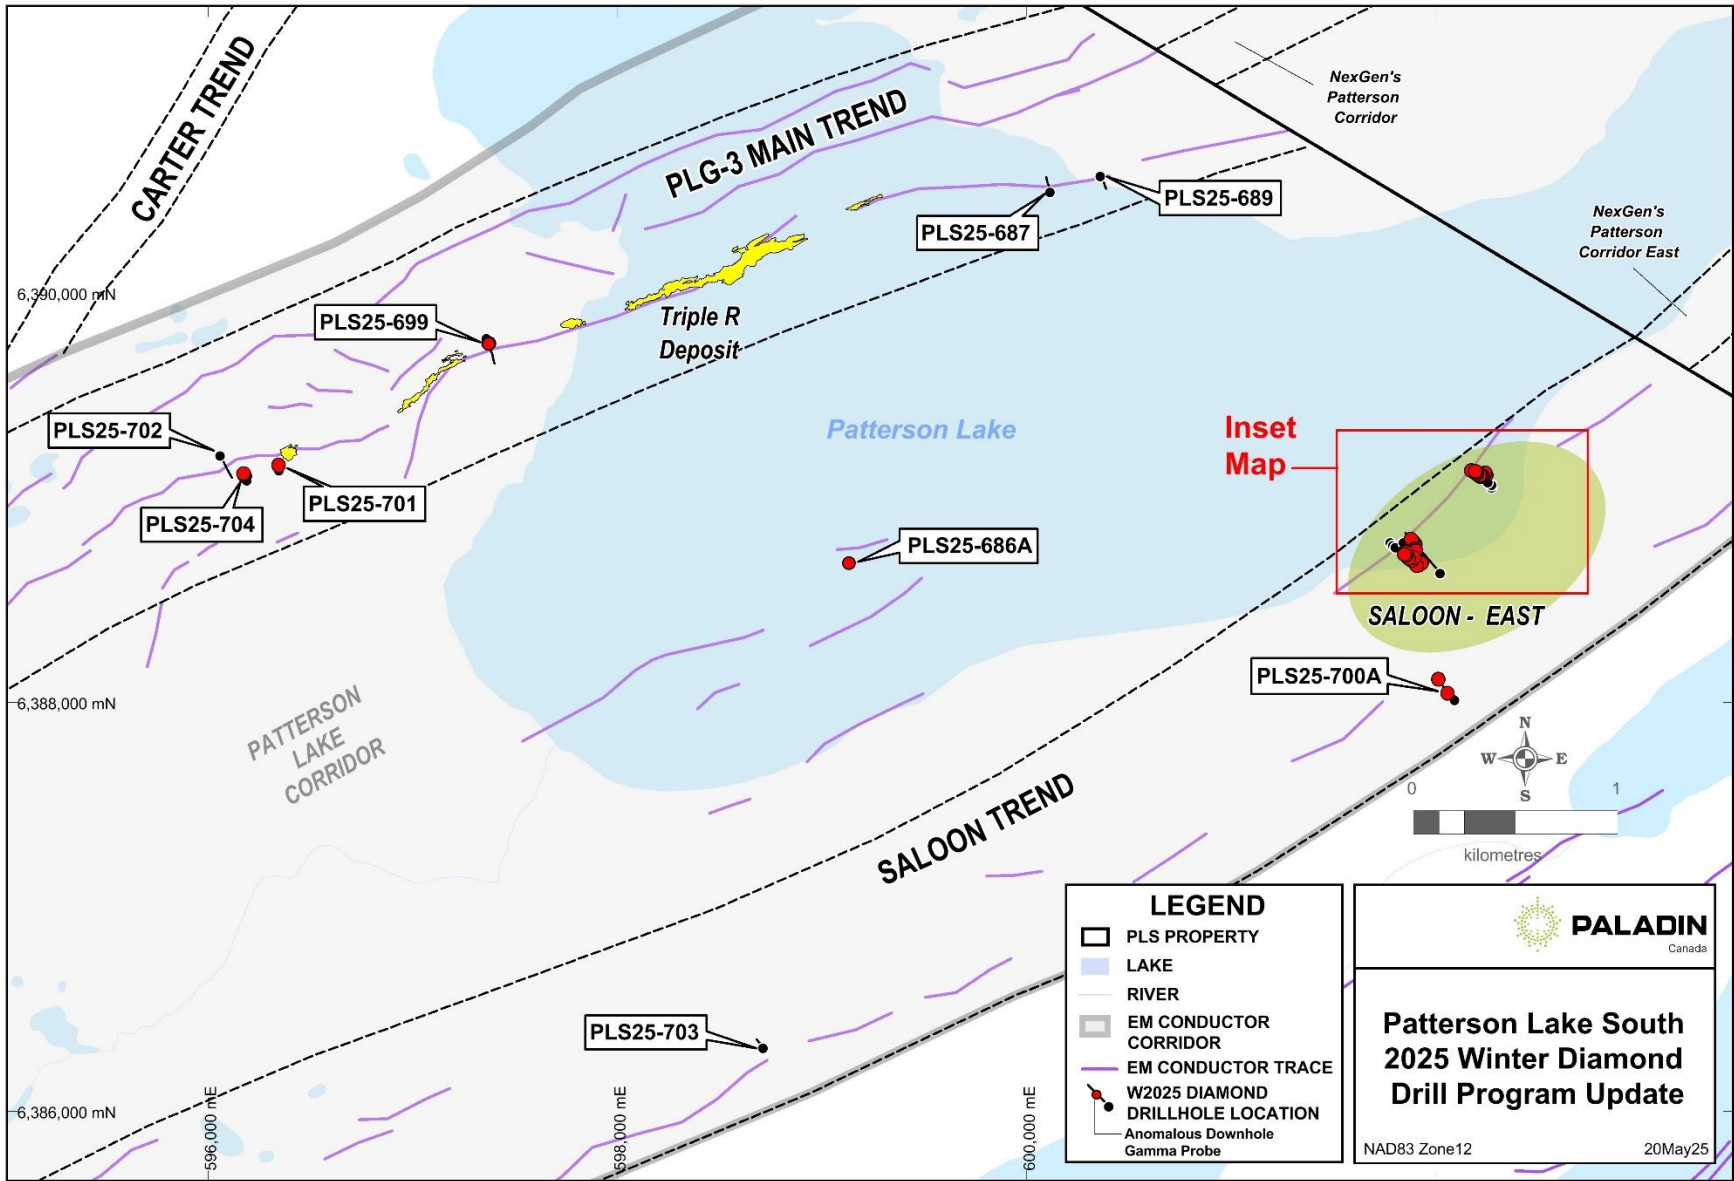 CARTER TREND
PLG-3 MAIN TREND
NexGen's
Patterson
Corridor
NexGen's
Patterson
Corridor East
PLS25-689
PLS25-687
6,390,000 mN
PLS25-699
Triple R
Deposit
PLS25-702
PLS25-704
PLS25-701
Patterson Lake
Inset
Map
PLS25-686A
SALOON - EAST
PLS25-700A
6,388,000 mN
PATTERSON
LAKE
CORRIDOR
SALOON TREND
N
W
E
S
0
1
kilometres
PLS25-703
6,386,000 mN
596,000 mE
598,000 mE
600,000 mE
LEGEND
PLS PROPERTY
LAKE
RIVER
EM CONDUCTOR
CORRIDOR
EM CONDUCTOR TRACE
W2025 DIAMOND
DRILLHOLE LOCATION
Anomalous Downhole
Gamma Probe
PALADIN
Canada
Patterson Lake South
2025 Winter Diamond
Drill Program Update
NAD83 Zone12
20May25